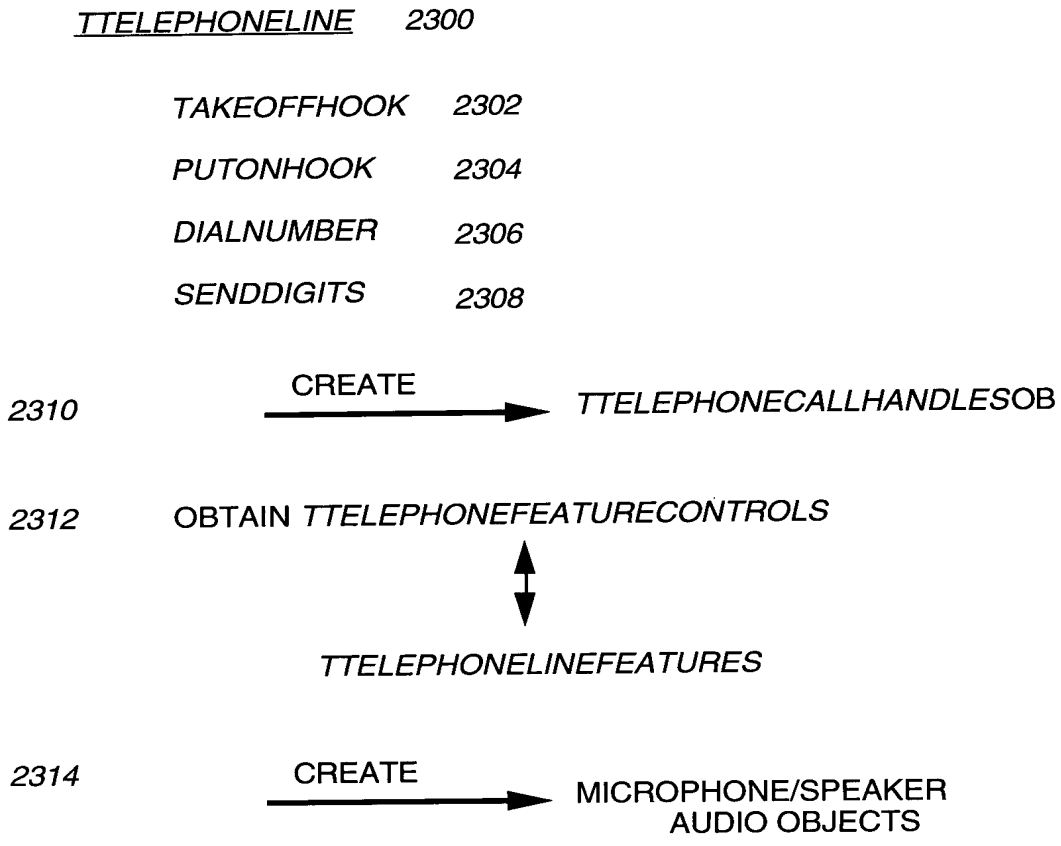 TTELEPHONELINE 2300
TAKEOFFHOOK 2302
PUTONHOOK 2304
DIALNUMBER 2306
SENDDIGITS 2308
CREATE
2310 TTELEPHONECALLHANDLESOB
2312 OBTAIN TTELEPHONEFEATURECONTROLS
TTELEPHONELINEFEATURES
2314 CREATE
MICROPHONE/SPEAKER
AUDIO OBJECTS